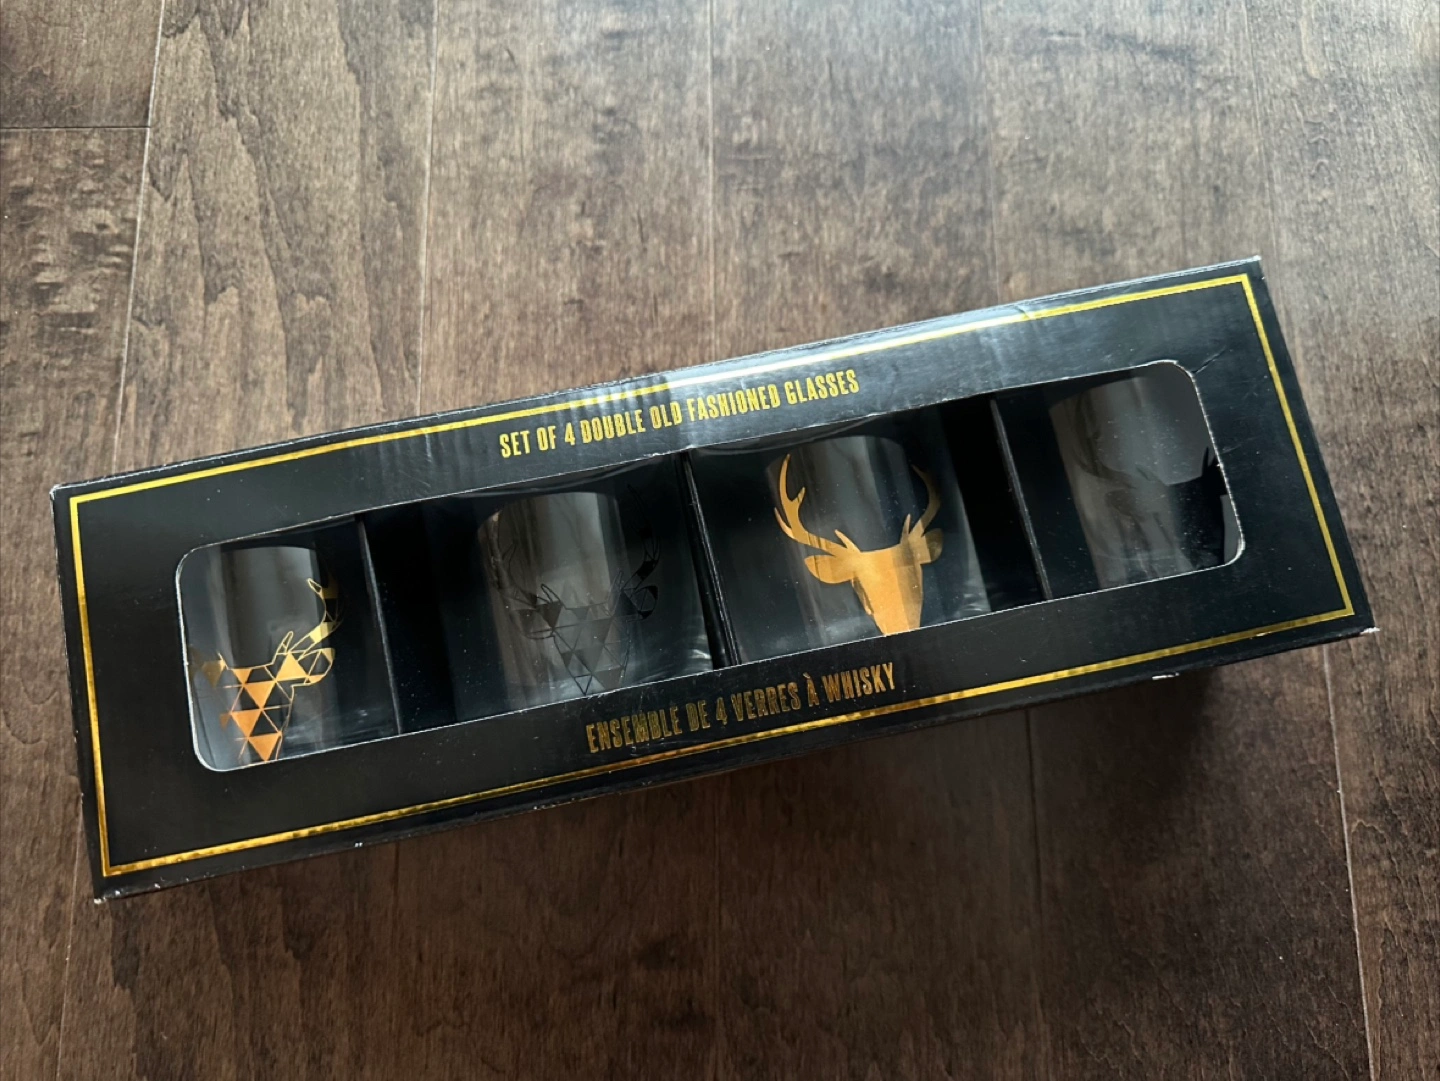 SET OF 4 DOUBLE OLD FASHIONED GLASSES
ENSEMBLE DE 4 VERRES À WHISKY